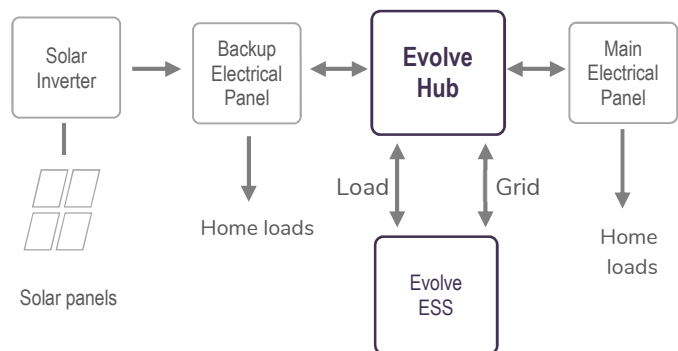 Solar
Inverter
Backup
Electrical
Panel
Evolve
Hub
Main
Electrical
Panel
Load
Grid
Home loads
Home
loads
Solar panels
Evolve
ESS